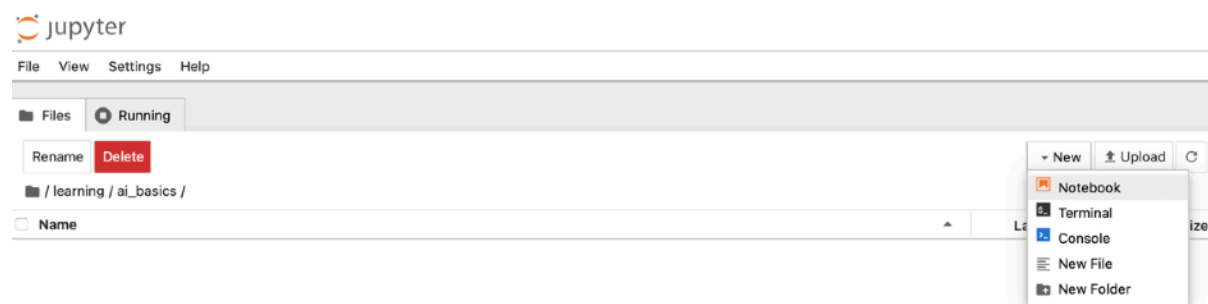 jupyter
File View Settings Help
Files Running
Rename Delete New Upload
/ learning / ai_basics /
Notebook
Terminal
Name
Console
New File
New Folder